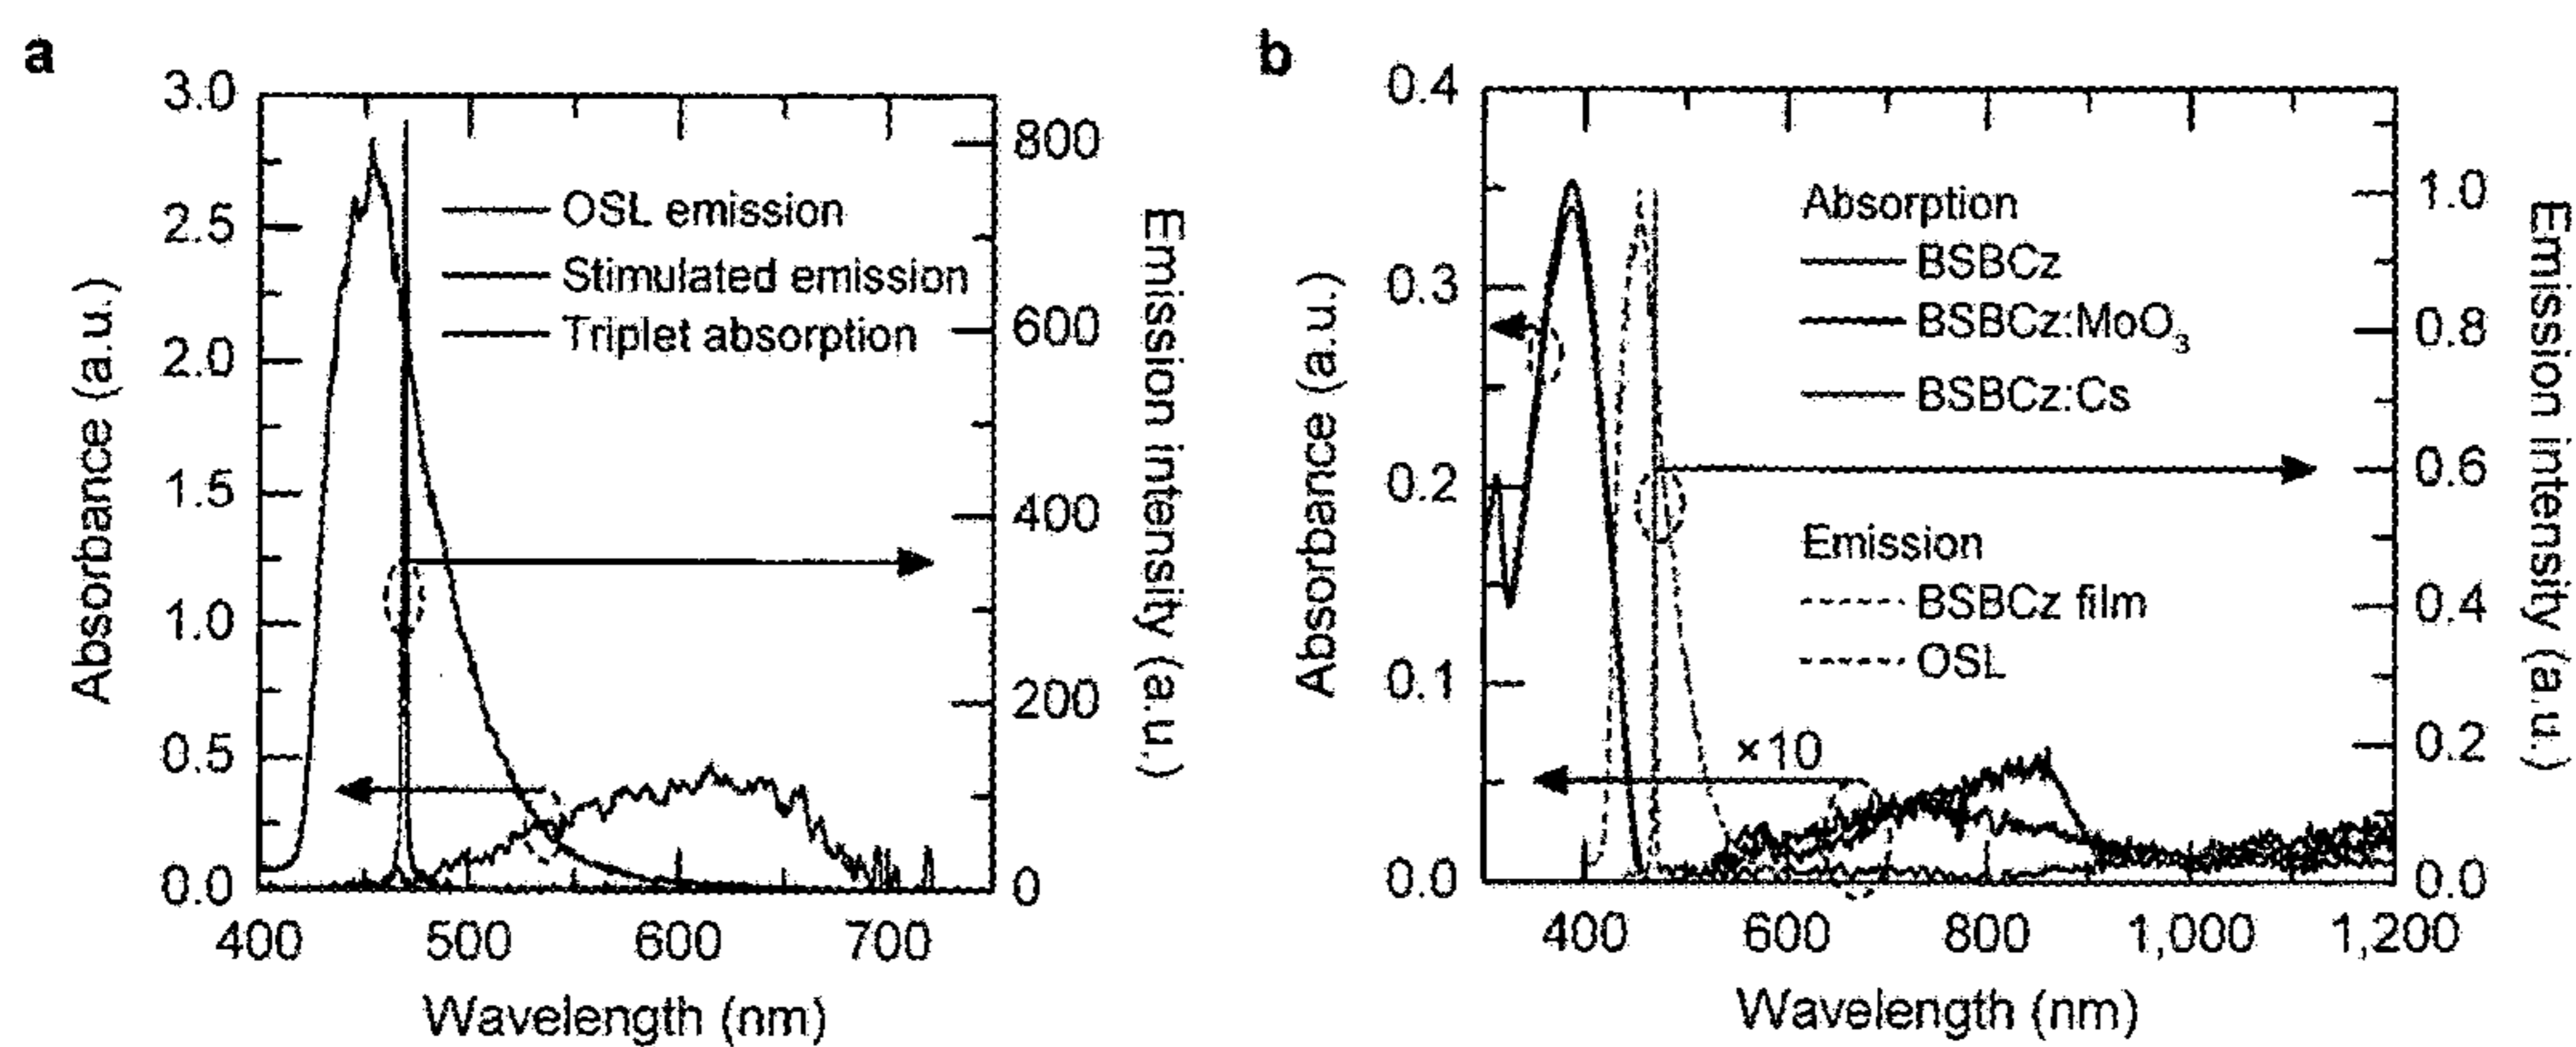 a
3.0
2.5
2.0
1.5
1.0
0.5
0.0
Absorbance (a.u.)
OSL emission
Stimulated emission
Triplet absorption
800
600
400
200
0
Emission intensity (a.u.)
400 500 600 700
Wavelength (nm)
b
0.4
0.3
0.2
0.1
0.0
Absorbance (a.u.)
Absorption
BSBCz
BSBCz:MoO₃
BSBCz:Cs
Emission
BSBCz film
OSL
×10
1.0
0.8
0.6
0.4
0.2
0.0
Emission intensity (a.u.)
400 600 800 1,000 1,200
Wavelength (nm)